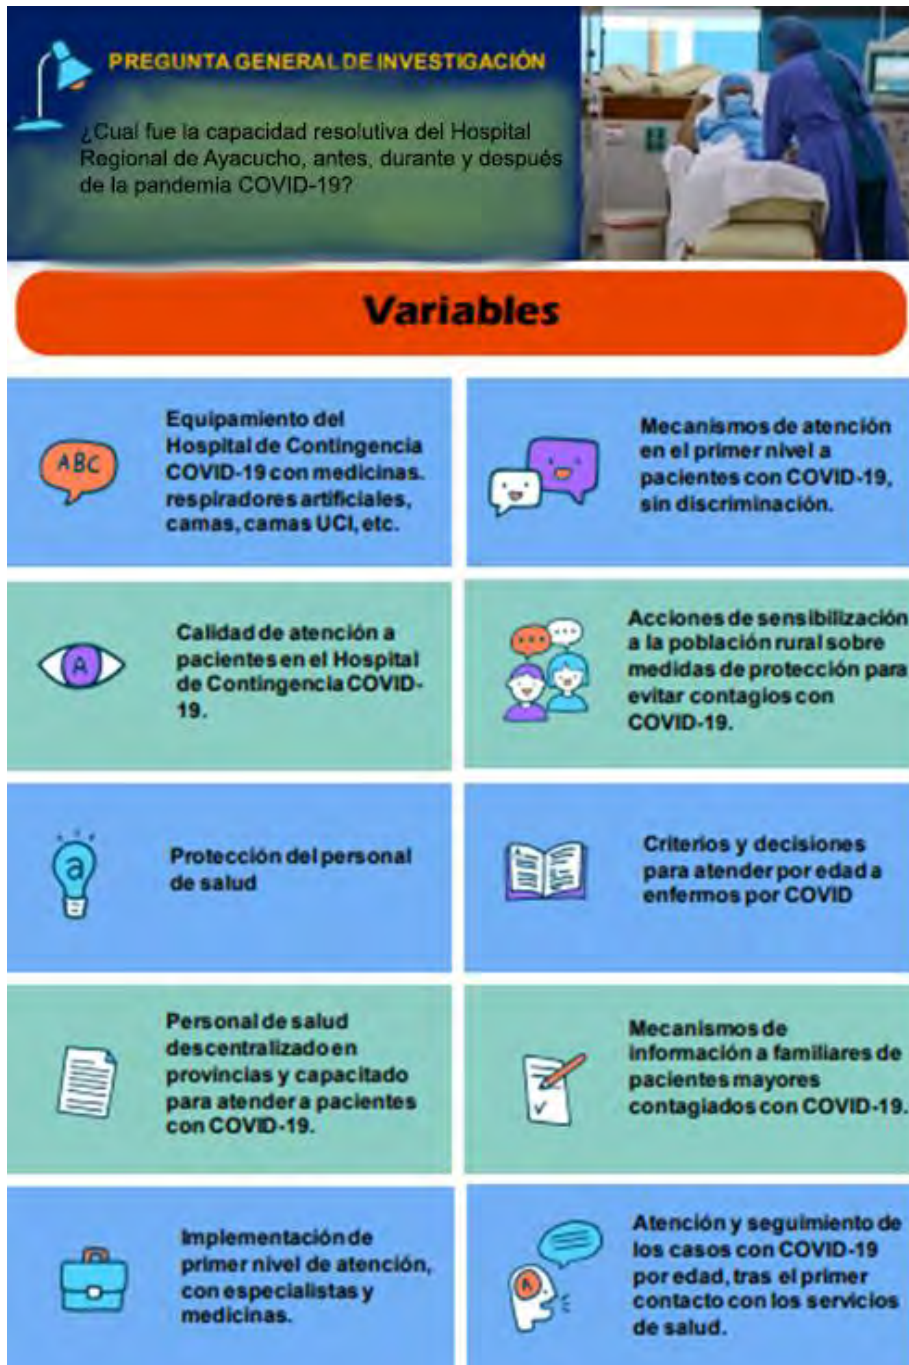 PREGUNTA GENERAL DE INVESTIGACIÓN
¿Cual fue la capacidad resolutiva del Hospital
Regional de Ayacucho, antes, durante y después
de la pandemia COVID-19?
Variables
ABC
Equipamiento del
Hospital de Contingencia
COVID-19 con medicinas.
respiradores artificiales,
camas, camas UCI, etc.
Mecanismos de atención
en el primer nivel a
pacientes con COVID-19,
sin discriminación.
A
Calidad de atención a
pacientes en el Hospital
de Contingencia COVID-
19.
Acciones de sensibilización
a la población rural sobre
medidas de protección para
evitar contagios con
COVID-19.
a
Protección del personal
de salud
Criterios y decisiones
para atender por edad a
enfermos por COVID
Personal de salud
descentralizado en
provincias y capacitado
para atender a pacientes
con COVID-19.
Mecanismos de
información a familiares de
pacientes mayores
contagiados con COVID-19.
Implementación de
primer nivel de atención,
con especialistas y
medicinas.
A
Atención y seguimiento de
los casos con COVID-19
por edad, tras el primer
contacto con los servicios
de salud.